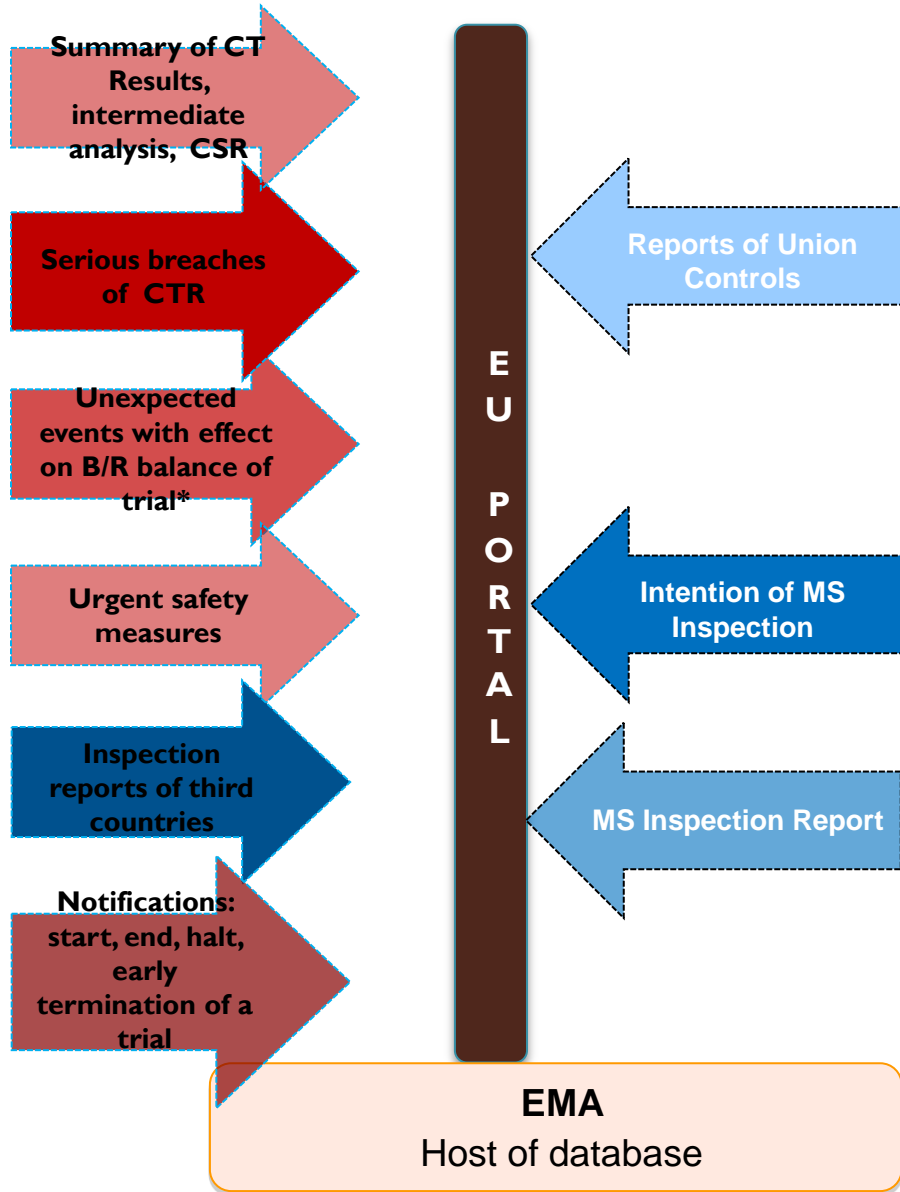 Summary of CT
Results,
intermediate
analysis, CSR
Serious breaches
of CTR
Unexpected
events with effect
on B/R balance of
trial*
Urgent safety
measures
Inspection
reports of third
countries
Notifications:
start, end, halt,
early
termination of a
trial
E
U
P
O
R
T
A
L
Reports of Union
Controls
Intention of MS
Inspection
MS Inspection Report
EMA
Host of database